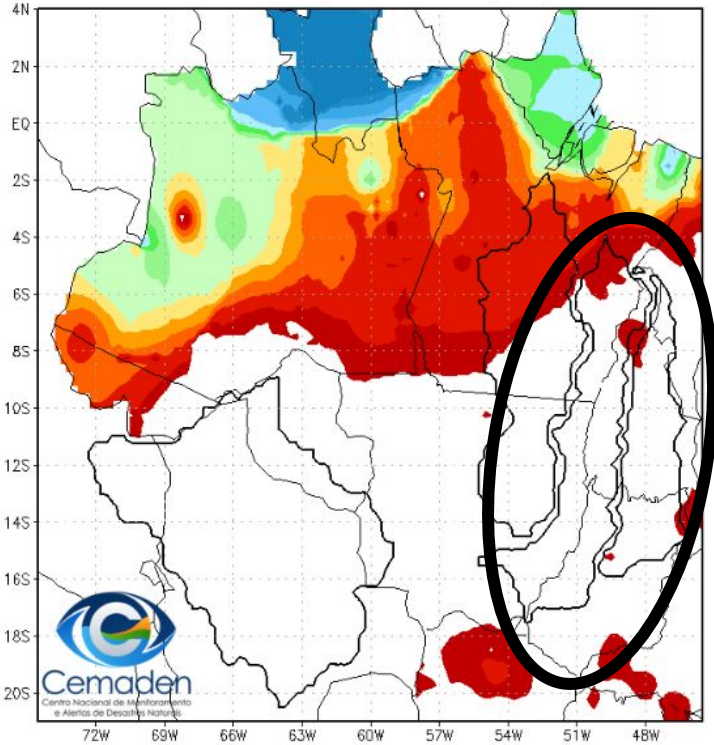 4N
2N
EQ
2S
4S
6S
8S
10S
12S
14S
16S
18S
20S
Cemaden
Centro Nacional de Monitoramento
e Alertas de Desastres Naturais
72W 69W 66W 63W 60W 57W 54W 51W 48W